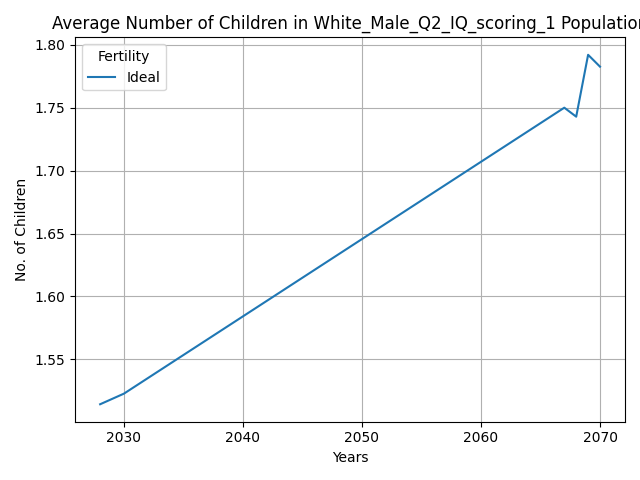 Average Number of Children in White_Male_Q2_IQ_scoring_1 Population
Fertility
Ideal
1.80
1.75
1.70
1.65
1.60
1.55
No. of Children
2030 2040 2050 2060 2070
Years